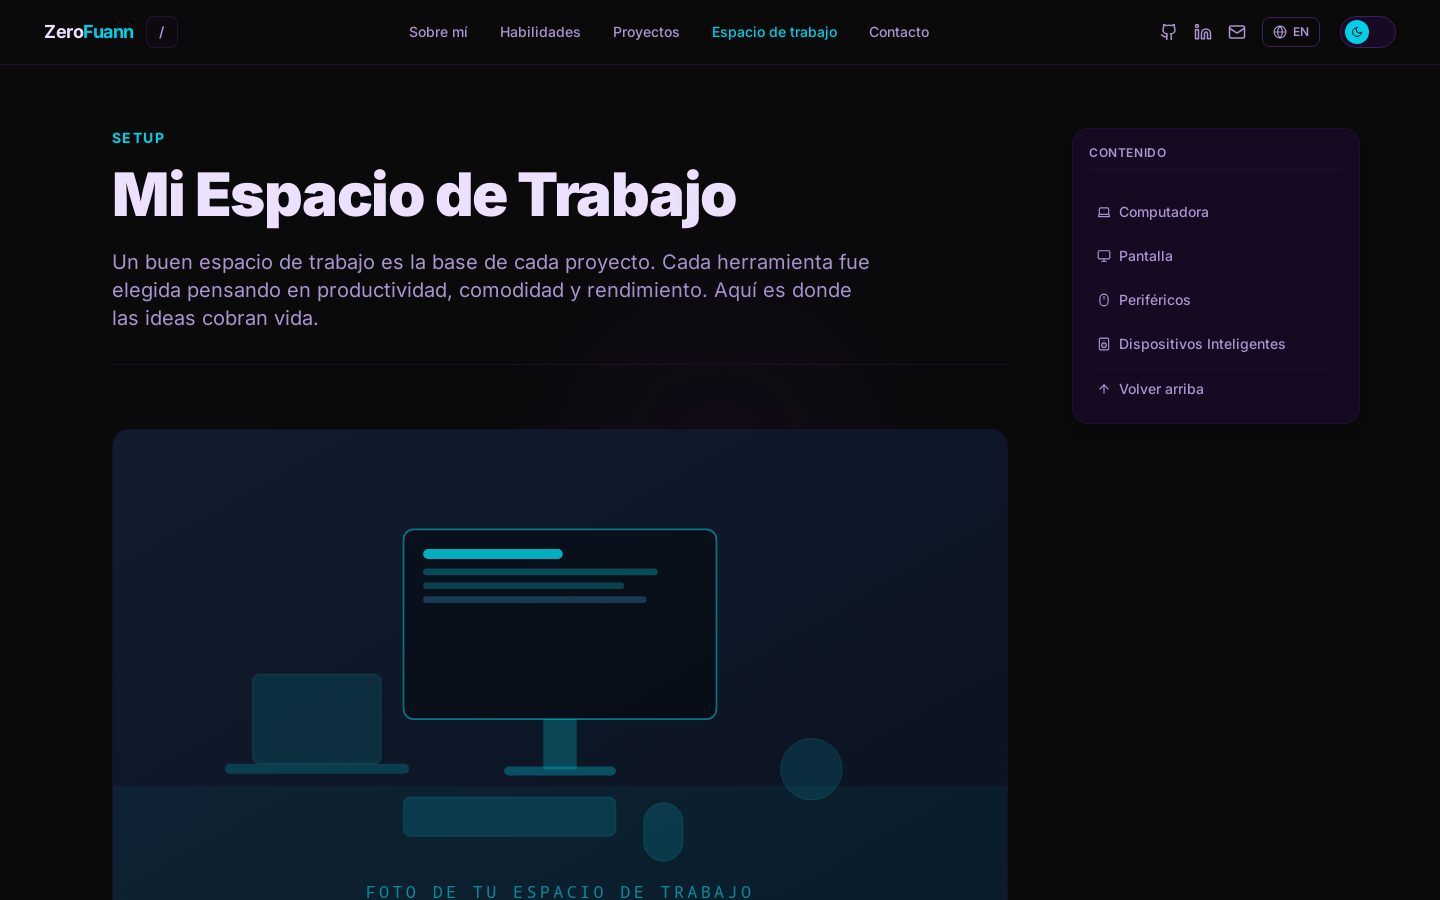 ZeroFuann
/
Sobre mí
Habilidades
Proyectos
Espacio de trabajo
Contacto
EN
SETUP
Mi Espacio de Trabajo
Un buen espacio de trabajo es la base de cada proyecto. Cada herramienta fue
elegida pensando en productividad, comodidad y rendimiento. Aquí es donde
las ideas cobran vida.
CONTENIDO
Computadora
Pantalla
Periféricos
Dispositivos Inteligentes
Volver arriba
FOTO DE TU ESPACIO DE TRABAJO